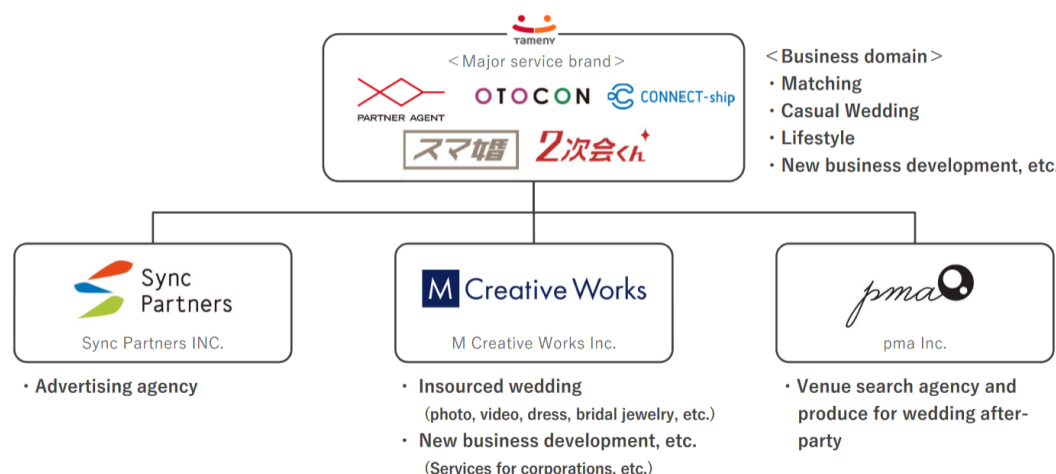 TAMENY
＜Major service brand＞
PARTNER AGENT
OTOCON
CONNECT-ship
スマ婚
2次会くん
＜Business domain＞
・Matching
・Casual Wedding
・Lifestyle
・New business development, etc.
Sync
Partners
Sync Partners INC.
・Advertising agency
M Creative Works
M Creative Works Inc.
・Insourced wedding
(photo, video, dress, bridal jewelry, etc.)
・New business development, etc.
(Services for corporations, etc.)
pma
pma Inc.
・Venue search agency and
produce for wedding after-
party